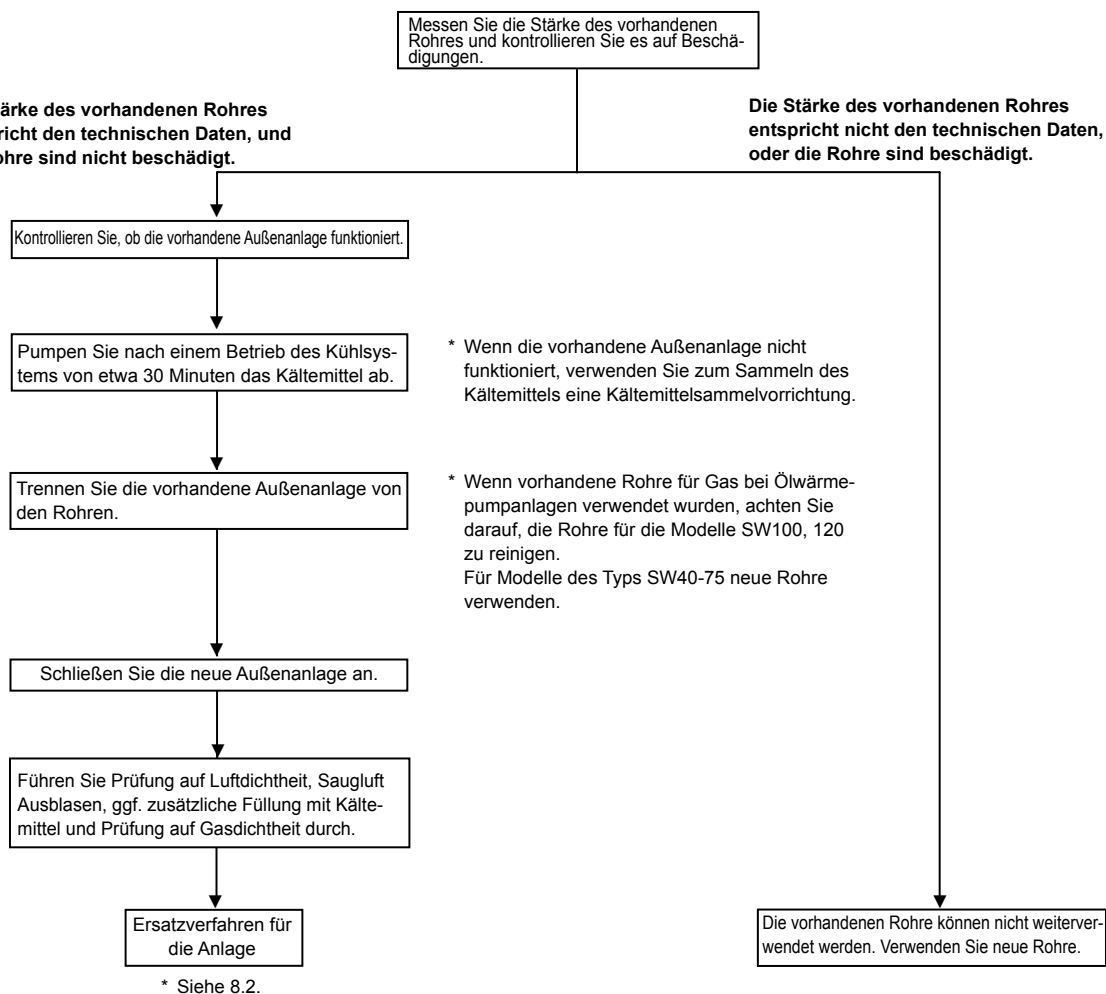 Messen Sie die Stärke des vorhandenen
Rohres und kontrollieren Sie es auf Beschä-
digungen.
des vorhandenen Rohres
den technischen Daten, und
sind nicht beschädigt.
Die Stärke des vorhandenen Rohres
entspricht nicht den technischen Daten,
oder die Rohre sind beschädigt.
Kontrollieren Sie, ob die vorhandene Außenanlage funktioniert.
Pumpen Sie nach einem Betrieb des Kühlsys-
tems von etwa 30 Minuten das Kältemittel ab.
* Wenn die vorhandene Außenanlage nicht
funktioniert, verwenden Sie zum Sammeln des
Kältemittels eine Kältemittelsammelvorrichtung.
Trennen Sie die vorhandene Außenanlage von
den Rohren.
* Wenn vorhandene Rohre für Gas bei Ölwärme-
pumpanlagen verwendet wurden, achten Sie
darauf, die Rohre für die Modelle SW100, 120
zu reinigen.
Für Modelle des Typs SW40-75 neue Rohre
verwenden.
Schließen Sie die neue Außenanlage an.
Führen Sie Prüfung auf Luftdichtheit, Saugluft
Ausblasen, ggf. zusätzliche Füllung mit Kälte-
mittel und Prüfung auf Gasdichtheit durch.
Ersatzverfahren für
die Anlage
* Siehe 8.2.
Die vorhandenen Rohre können nicht weiterver-
wendet werden. Verwenden Sie neue Rohre.